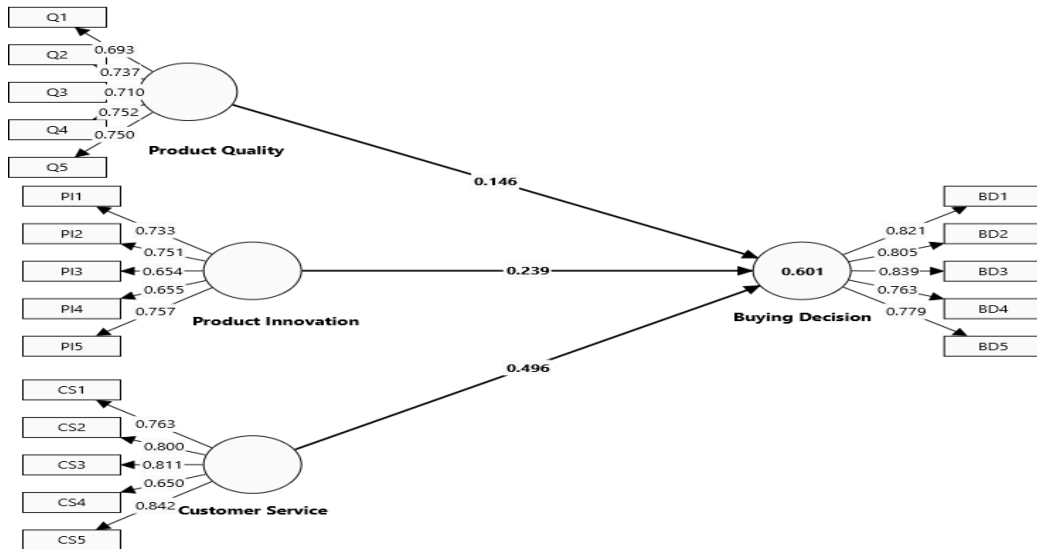 Q1
0.693
Q2
0.737
Q3
0.710
0.752
Q4
0.750
Q5
Product Quality
0.146
PI1
0.733
PI2
0.751
PI3
0.654
PI4
0.655
0.757
PI5
Product Innovation
0.239
CS1
0.763
CS2
0.800
CS3
0.811
0.650
CS4
0.842
CS5
Customer Service
0.496
0.601
Buying Decision
BD1
0.821
BD2
0.805
BD3
0.839
0.763
BD4
0.779
BD5